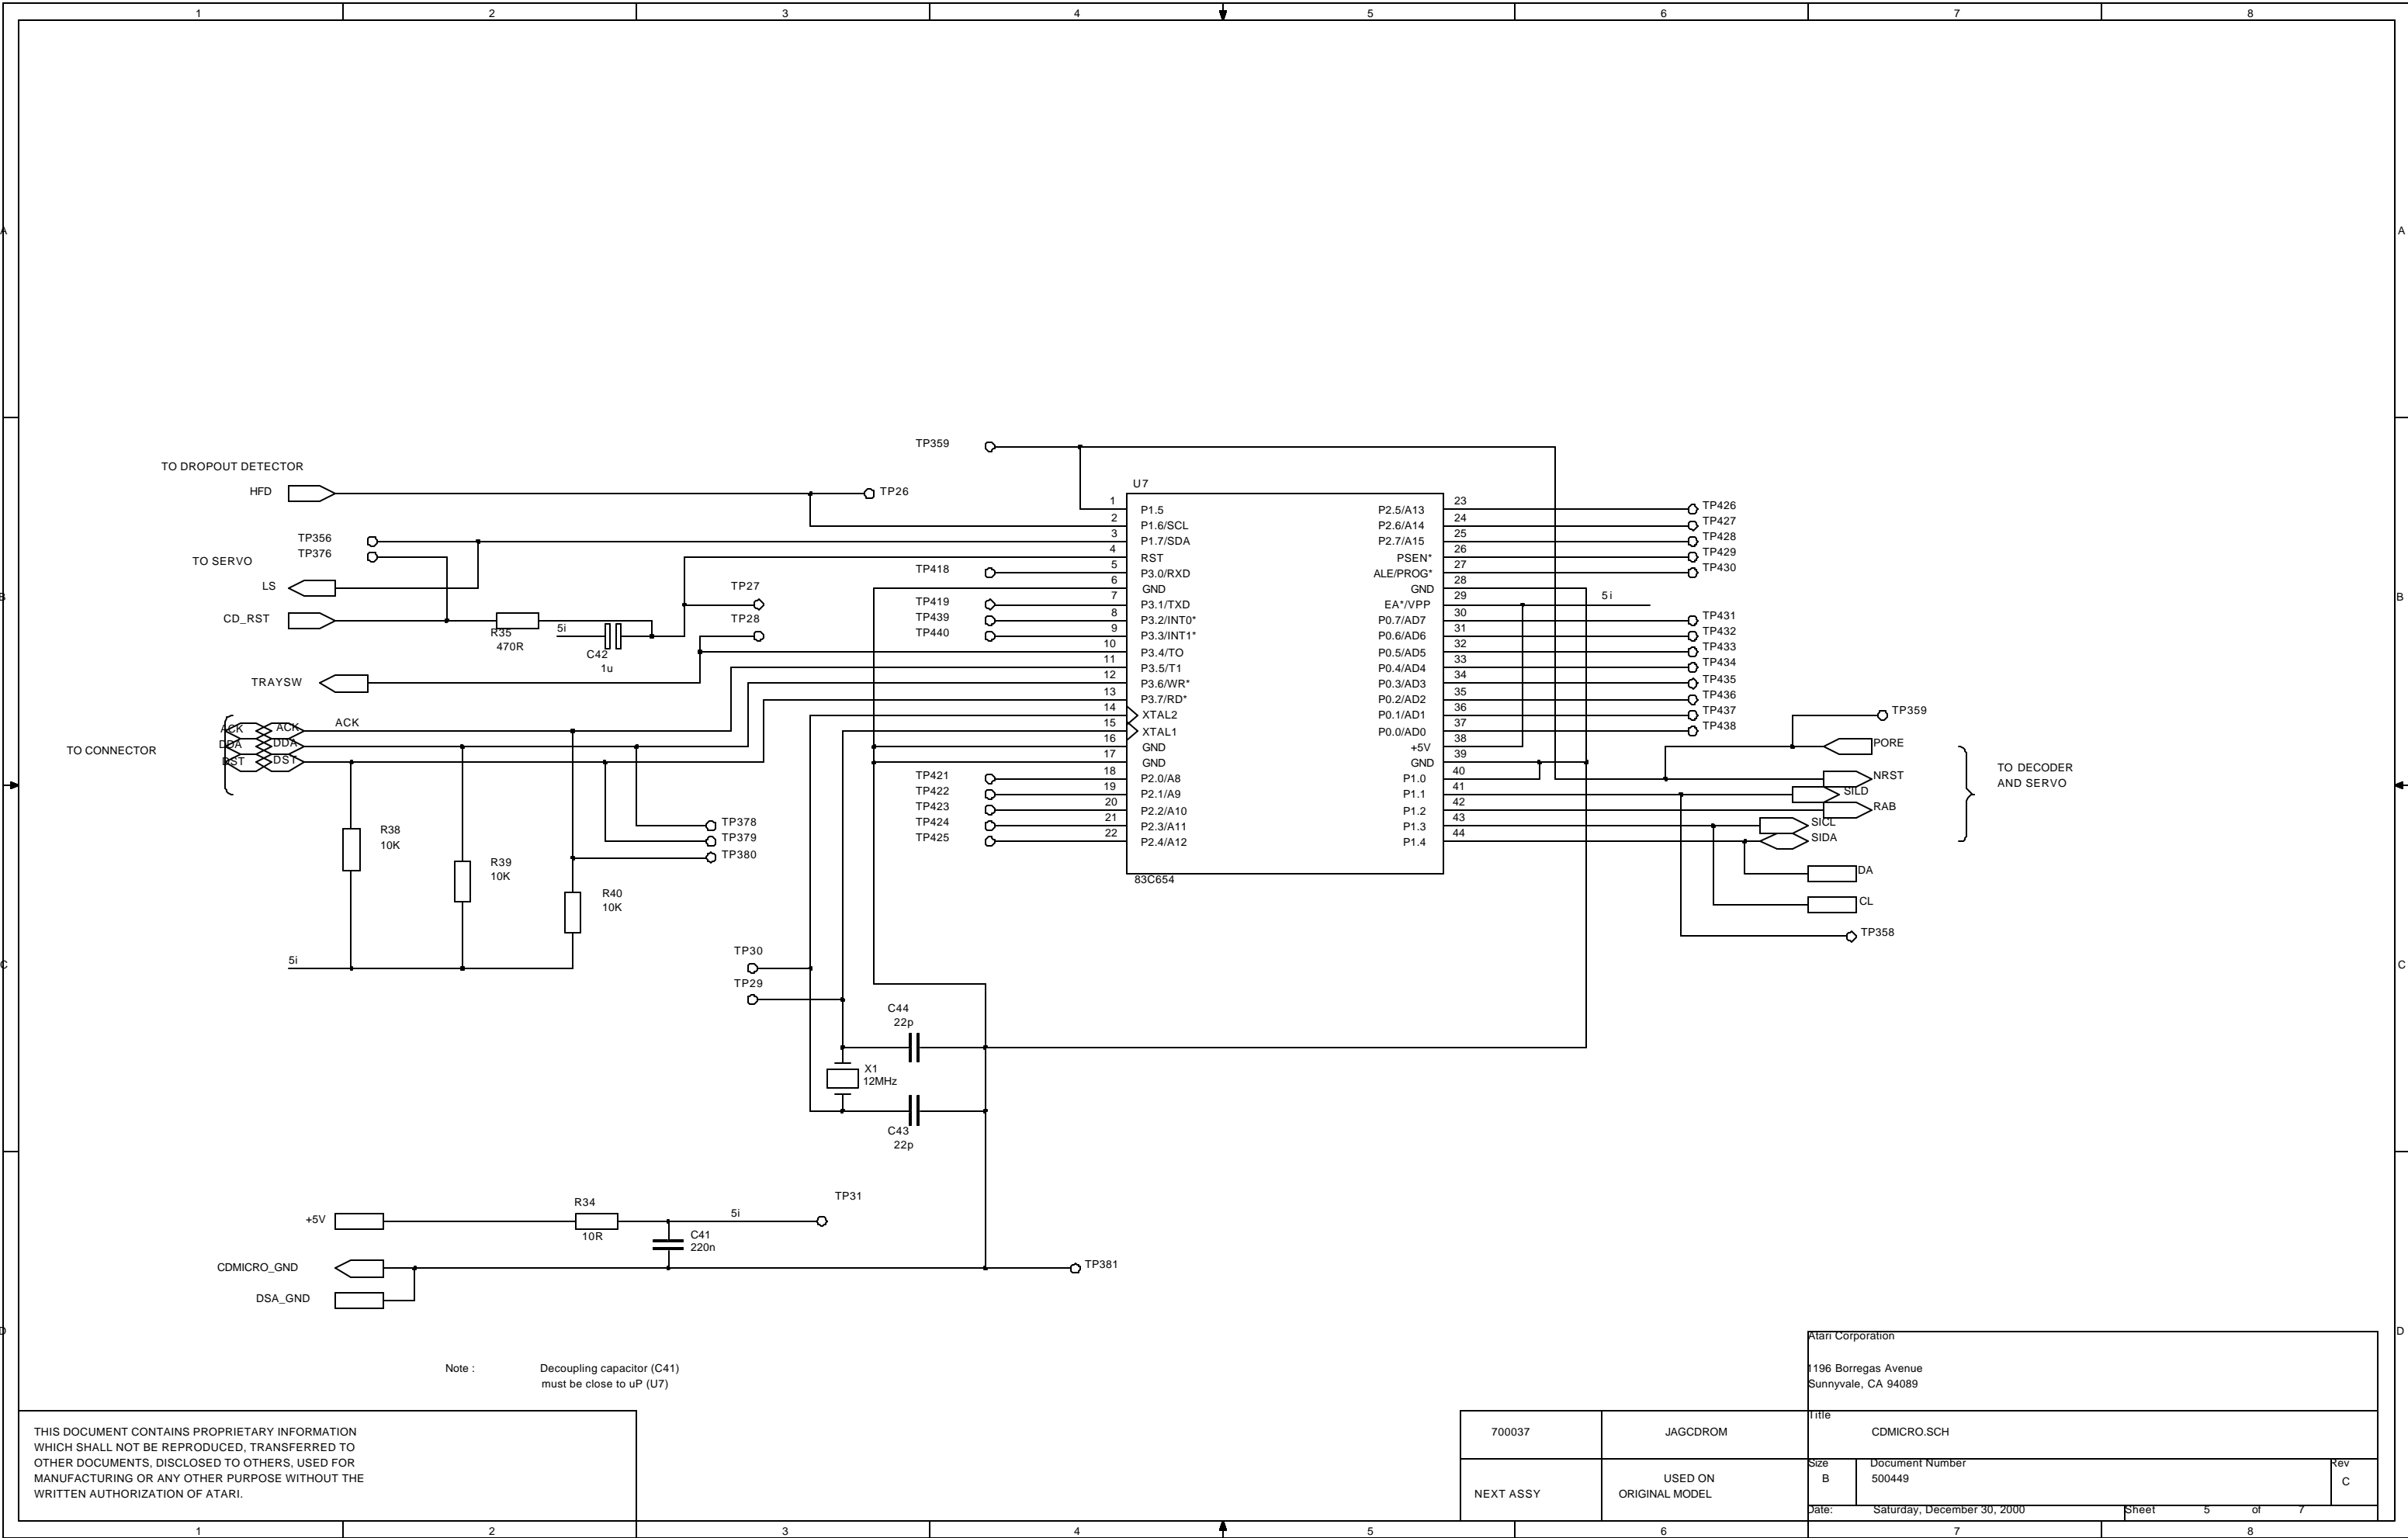 1 2 3 4 5 6 7 8
A A
TP359
TO DROPOUT DETECTOR
HFD
TP26
U7
TP356
TP376
TO SERVO
LS
CD_RST
R35
470R
5i
C42
1u
TP27
TP28
TRAYSW
TP418
TP419
TP439
TP440
B B
1 P1.5
2 P1.6/SCL
3 P1.7/SDA
4 RST
5 P3.0/RXD
6 GND
7 P3.1/TXD
8 P3.2/INT0*
9 P3.3/INT1*
10 P3.4/TO
11 P3.5/T1
12 P3.6/WR*
13 P3.7/RD*
14 XTAL2
15 XTAL1
16 GND
17 GND
18 P2.0/A8
19 P2.1/A9
20 P2.2/A10
21 P2.3/A11
22 P2.4/A12
P2.5/A13 23 TP426
P2.6/A14 24 TP427
P2.7/A15 25 TP428
PSEN* 26 TP429
ALE/PROG* 27 TP430
GND 28
EA*/VPP 29 5i
P0.7/AD7 30 TP431
P0.6/AD6 31 TP432
P0.5/AD5 32 TP433
P0.4/AD4 33 TP434
P0.3/AD3 34 TP435
P0.2/AD2 35 TP436
P0.1/AD1 36 TP437
P0.0/AD0 37 TP438
+5V 38
GND 39
P1.0 40
P1.1 41
P1.2 42
P1.3 43
P1.4 44
83C654
TP421
TP422
TP423
TP424
TP425
TP359
PORE
NRST
SILD
RAB
SICL
SIDA
DA
CL
TP358
TO DECODER
AND SERVO
TO CONNECTOR
ACK ACK ACK
DDA DDA
DST DST
R38
10K
R39
10K
R40
10K
TP378
TP379
TP380
5i
C C
TP30
TP29
C44
22p
X1
12MHz
C43
22p
+5V
R34
10R
5i
TP31
C41
220n
CDMICRO_GND
TP381
DSA_GND
D D
Note : Decoupling capacitor (C41)
must be close to uP (U7)
THIS DOCUMENT CONTAINS PROPRIETARY INFORMATION
WHICH SHALL NOT BE REPRODUCED, TRANSFERRED TO
OTHER DOCUMENTS, DISCLOSED TO OTHERS, USED FOR
MANUFACTURING OR ANY OTHER PURPOSE WITHOUT THE
WRITTEN AUTHORIZATION OF ATARI.
Atari Corporation
1196 Borregas Avenue
Sunnyvale, CA 94089
700037 JAGCDROM
Title
CDMICRO.SCH
NEXT ASSY
USED ON
ORIGINAL MODEL
Size
B
Document Number
500449
Rev
C
Date: Saturday, December 30, 2000 Sheet 5 of 7
1 2 3 4 5 6 7 8